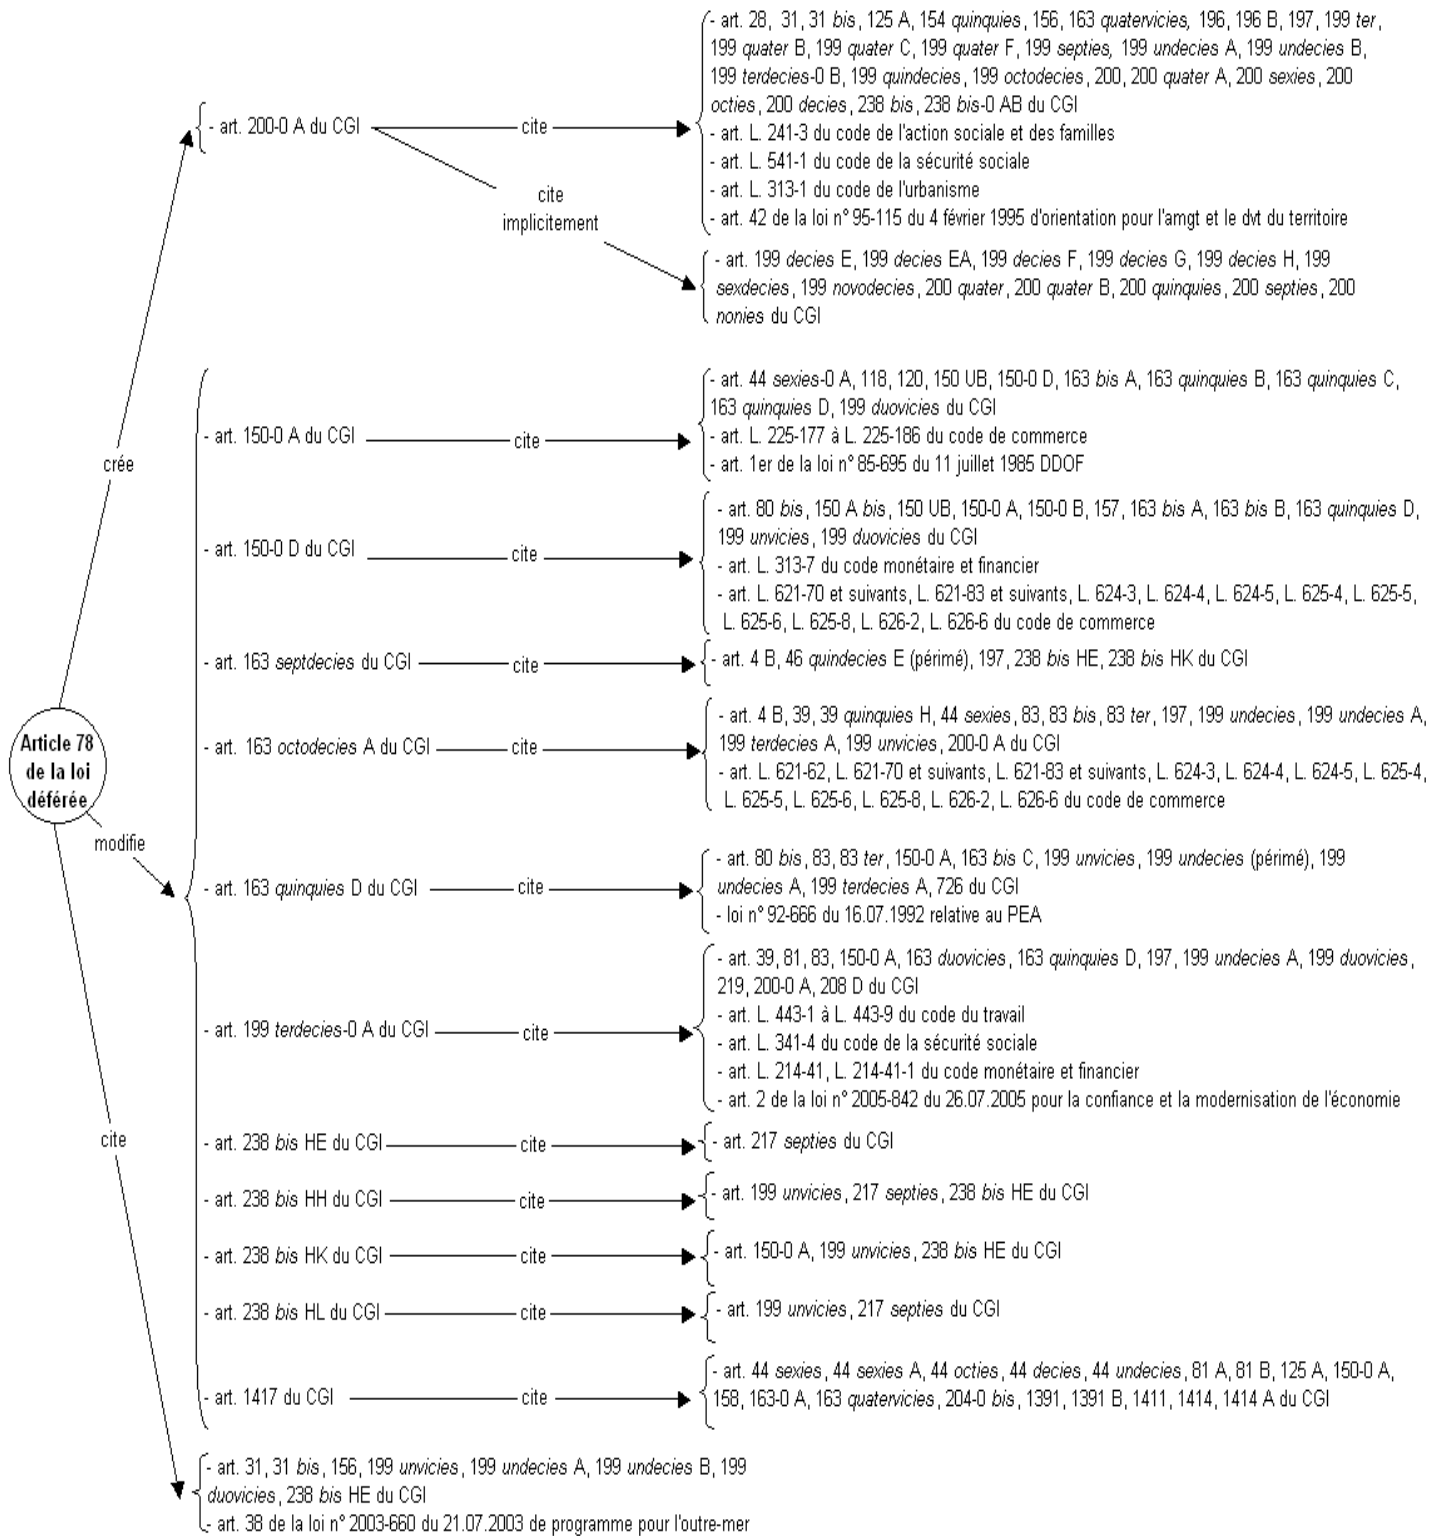 Article 78
de la loi
déférée
crée
- art. 200-0 A du CGI
cite
- art. 28, 31, 31 bis, 125 A, 154 quinquies, 156, 163 quatervicies, 196, 196 B, 197, 199 ter,
199 quater B, 199 quater C, 199 quater F, 199 septies, 199 undecies A, 199 undecies B,
199 terdecies-0 B, 199 quindecies, 199 octodecies, 200, 200 quater A, 200 sexies, 200
octies, 200 decies, 238 bis, 238 bis-0 AB du CGI
- art. L. 241-3 du code de l'action sociale et des familles
- art. L. 541-1 du code de la sécurité sociale
- art. L. 313-1 du code de l'urbanisme
- art. 42 de la loi n° 95-115 du 4 février 1995 d'orientation pour l'amgt et le dvt du territoire
cite
implicitement
- art. 199 decies E, 199 decies EA, 199 decies F, 199 decies G, 199 decies H, 199
sexdecies, 199 novodecies, 200 quater, 200 quater B, 200 quinquies, 200 septies, 200
nonies du CGI
modifie
- art. 150-0 A du CGI
cite
- art. 44 sexies-0 A, 118, 120, 150 UB, 150-0 D, 163 bis A, 163 quinquies B, 163 quinquies C,
163 quinquies D, 199 duovicies du CGI
- art. L. 225-177 à L. 225-186 du code de commerce
- art. 1er de la loi n° 85-695 du 11 juillet 1985 DDOF
- art. 150-0 D du CGI
cite
- art. 80 bis, 150 A bis, 150 UB, 150-0 A, 150-0 B, 157, 163 bis A, 163 bis B, 163 quinquies D,
199 unvicies, 199 duovicies du CGI
- art. L. 313-7 du code monétaire et financier
- art. L. 621-70 et suivants, L. 621-83 et suivants, L. 624-3, L. 624-4, L. 624-5, L. 625-4, L. 625-5,
L. 625-6, L. 625-8, L. 626-2, L. 626-6 du code de commerce
- art. 163 septdecies du CGI
cite
- art. 4 B, 46 quindecies E (périmé), 197, 238 bis HE, 238 bis HK du CGI
- art. 163 octodecies A du CGI
cite
- art. 4 B, 39, 39 quinquies H, 44 sexies, 83, 83 bis, 83 ter, 197, 199 undecies, 199 undecies A,
199 terdecies A, 199 unvicies, 200-0 A du CGI
- art. L. 621-62, L. 621-70 et suivants, L. 621-83 et suivants, L. 624-3, L. 624-4, L. 624-5, L. 625-4,
L. 625-5, L. 625-6, L. 625-8, L. 626-2, L. 626-6 du code de commerce
- art. 163 quinquies D du CGI
cite
- art. 80 bis, 83, 83 ter, 150-0 A, 163 bis C, 199 unvicies, 199 undecies (périmé), 199
undecies A, 199 terdecies A, 726 du CGI
- loi n° 92-666 du 16.07.1992 relative au PEA
- art. 199 terdecies-0 A du CGI
cite
- art. 39, 81, 83, 150-0 A, 163 duovicies, 163 quinquies D, 197, 199 undecies A, 199 duovicies,
219, 200-0 A, 208 D du CGI
- art. L. 443-1 à L. 443-9 du code du travail
- art. L. 341-4 du code de la sécurité sociale
- art. L. 214-41, L. 214-41-1 du code monétaire et financier
- art. 2 de la loi n° 2005-842 du 26.07.2005 pour la confiance et la modernisation de l'économie
- art. 238 bis HE du CGI
cite
- art. 217 septies du CGI
- art. 238 bis HH du CGI
cite
- art. 199 unvicies, 217 septies, 238 bis HE du CGI
- art. 238 bis HK du CGI
cite
- art. 150-0 A, 199 unvicies, 238 bis HE du CGI
- art. 238 bis HL du CGI
cite
- art. 199 unvicies, 217 septies du CGI
- art. 1417 du CGI
cite
- art. 44 sexies, 44 sexies A, 44 octies, 44 decies, 44 undecies, 81 A, 81 B, 125 A, 150-0 A,
158, 163-0 A, 163 quatervicies, 204-0 bis, 1391, 1391 B, 1411, 1414, 1414 A du CGI
cite
- art. 31, 31 bis, 156, 199 unvicies, 199 undecies A, 199 undecies B, 199
duovicies, 238 bis HE du CGI
- art. 38 de la loi n° 2003-660 du 21.07.2003 de programme pour l'outre-mer